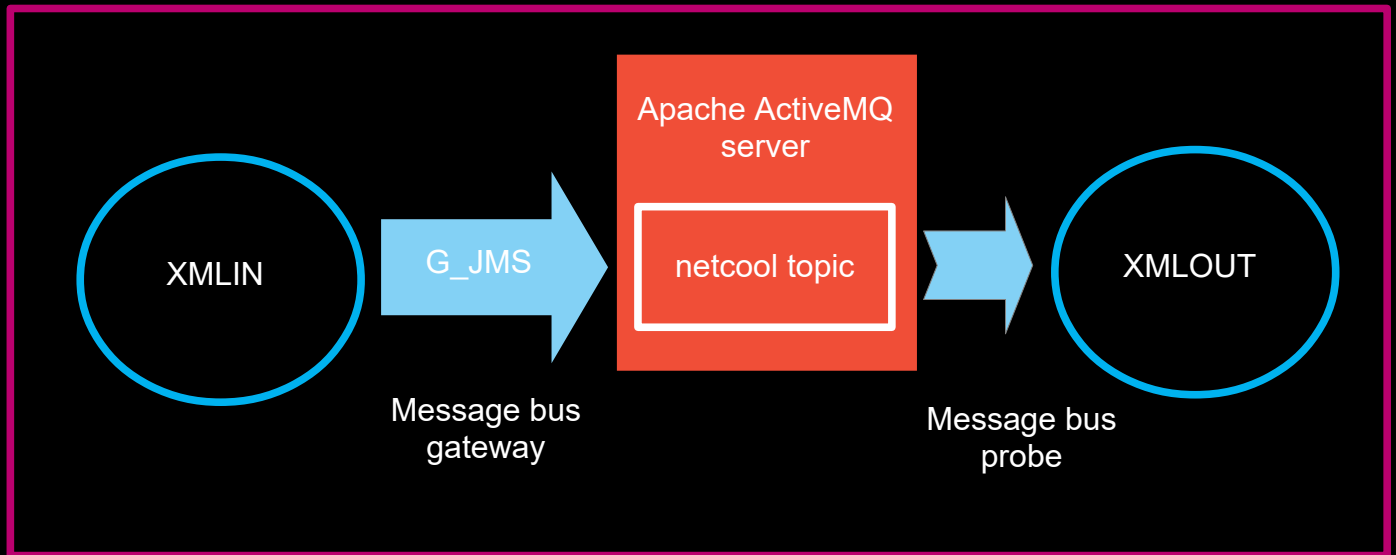 XMLIN
G_JMS
Message bus
gateway
Apache ActiveMQ
server
netcool topic
Message bus
probe
XMLOUT